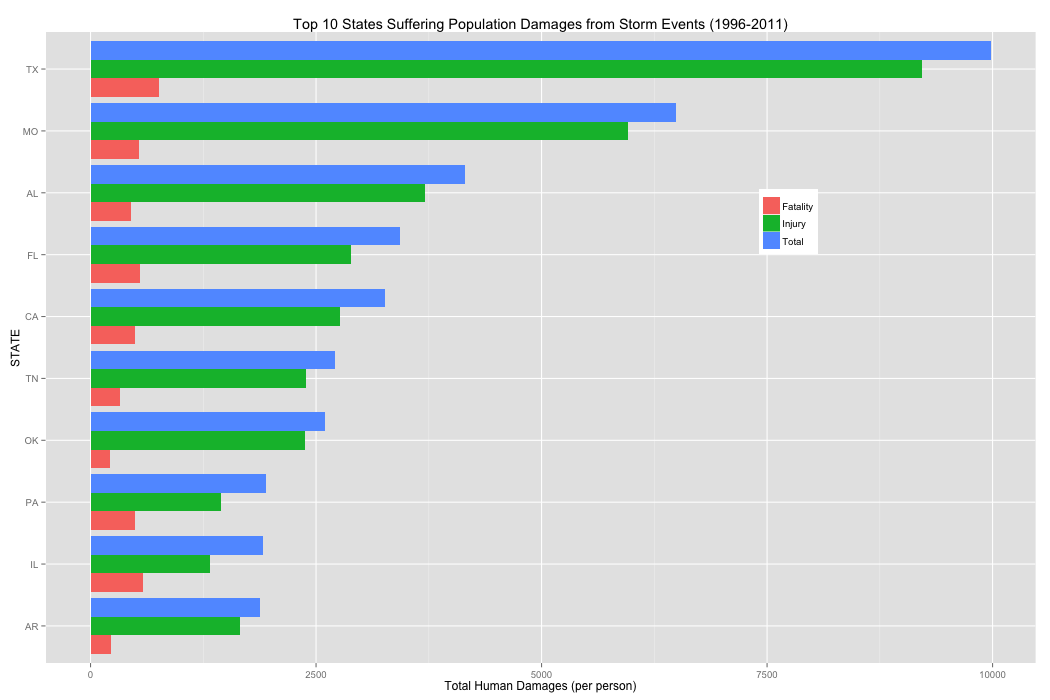 Top 10 States Suffering Population Damages from Storm Events (1996-2011)
TX
MO
AL
FL
CA
TN
OK
PA
IL
AR
STATE
Fatality
Injury
Total
0
2500
5000
7500
10000
Total Human Damages (per person)